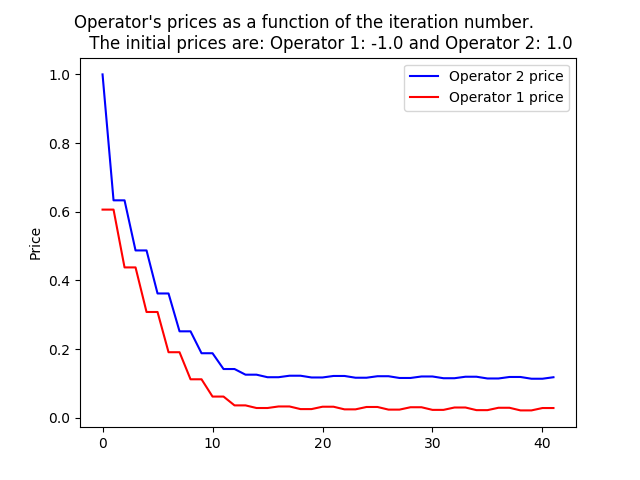 Operator's prices as a function of the iteration number.
The initial prices are: Operator 1: -1.0 and Operator 2: 1.0
Operator 2 price
Operator 1 price
Price
1.0
0.8
0.6
0.4
0.2
0.0
0
10
20
30
40